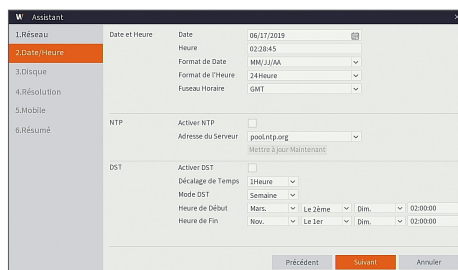 W Assistant ×
1.Réseau
2.Date/Heure
3.Disque
4.Résolution
5.Mobile
6.Résumé
Date et Heure Date 06/17/2019
Heure 02:28:45
Format de Date MM/JJ/AA
Format de l'Heure 24Heure
Fuseau Horaire GMT
NTP Activer NTP
Adresse du Serveur pool.ntp.org
Mettre à jour Maintenant
DST Activer DST
Décalage de Temps 1Heure
Mode DST Semaine
Heure de Début Mars. Le 2ème Dim. 02:00:00
Heure de Fin Nov. Le 1er Dim. 02:00:00
Précédent Suivant Annuler